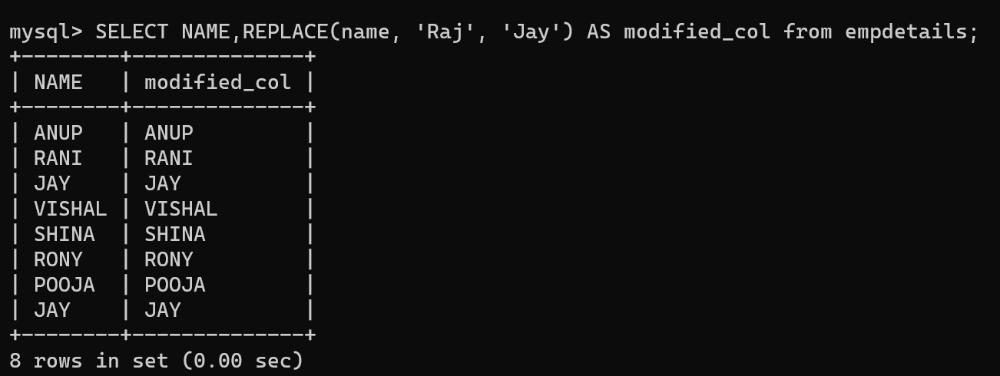 mysql> SELECT NAME,REPLACE(name, 'Raj', 'Jay') AS modified_col from empdetails;
+--------+--------------+
| NAME   | modified_col |
+--------+--------------+
| ANUP   | ANUP         |
| RANI   | RANI         |
| JAY    | JAY          |
| VISHAL | VISHAL       |
| SHINA  | SHINA        |
| RONY   | RONY         |
| POOJA  | POOJA        |
| JAY    | JAY          |
+--------+--------------+
8 rows in set (0.00 sec)